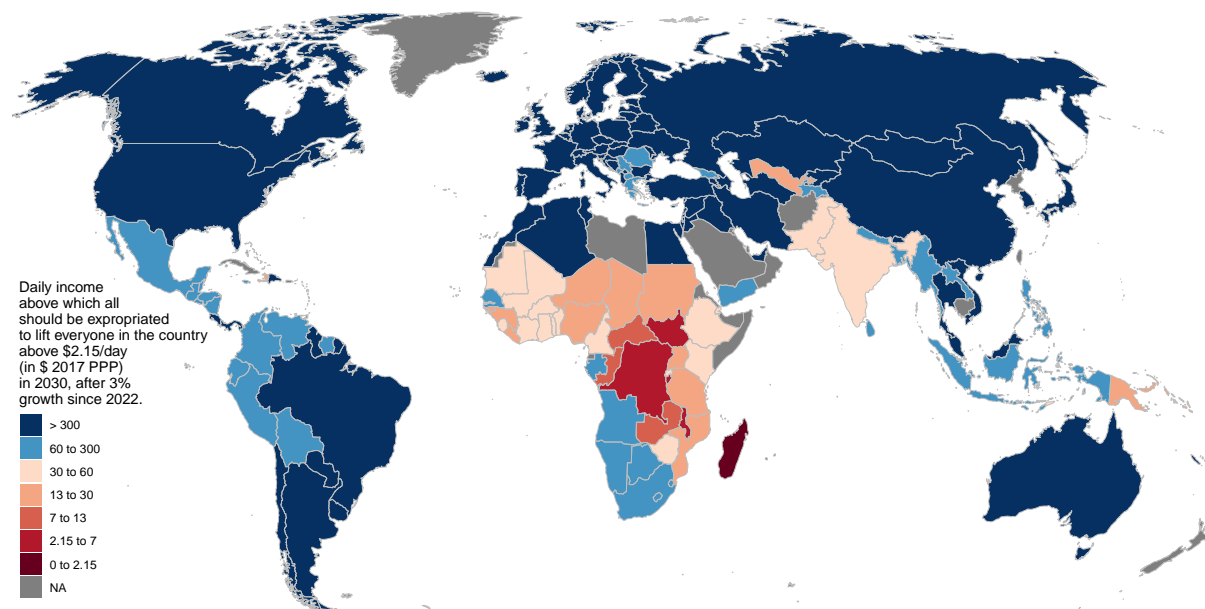 Daily income
above which all
should be expropriated
to lift everyone in the country
above $2.15/day
(in $ 2017 PPP)
in 2030, after 3%
growth since 2022.
> 300
60 to 300
30 to 60
13 to 30
7 to 13
2.15 to 7
0 to 2.15
NA